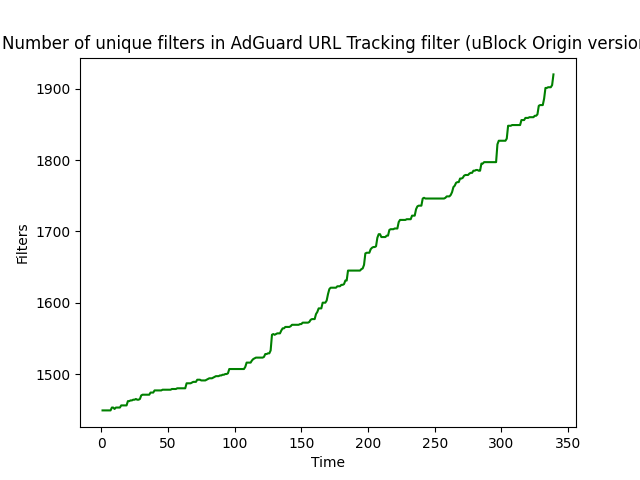 Number of unique filters in AdGuard URL Tracking filter (uBlock Origin version
1900
1800
1700
1600
1500
Filters
0 50 100 150 200 250 300 350
Time